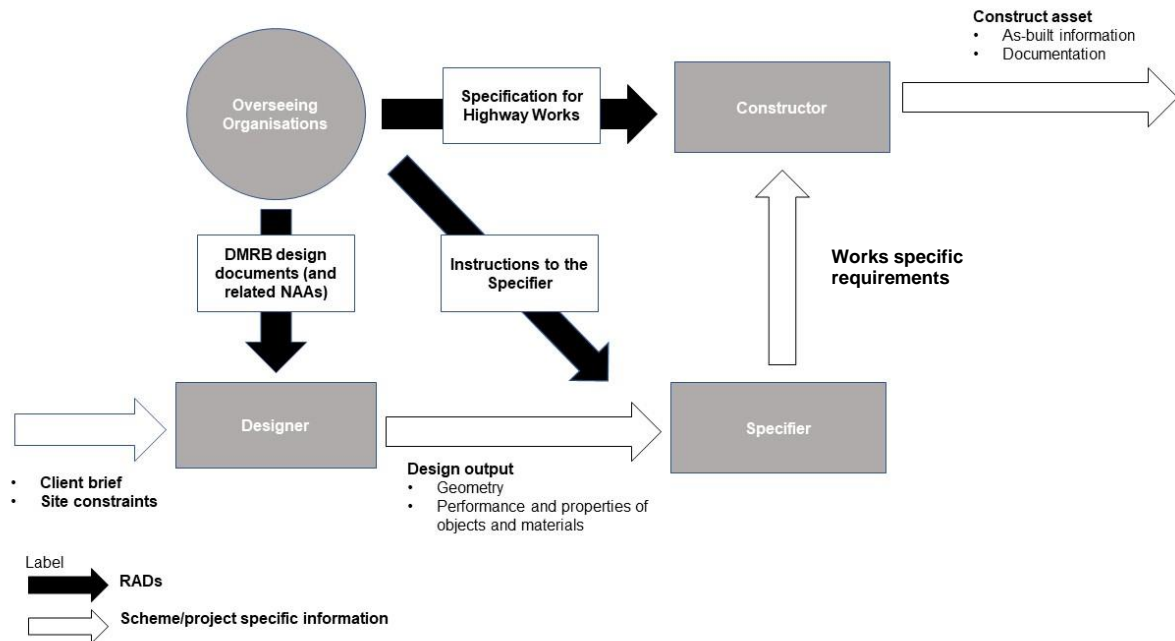 Construct asset
• As-built information
• Documentation
Overseeing
Organisations
Specification for
Highway Works
Constructor
DMRB design
documents (and
related NAAs)
Instructions to the
Specifier
Works specific
requirements
Designer
Specifier
• Client brief
• Site constraints
Design output
• Geometry
• Performance and properties of
objects and materials
Label
RADs
Scheme/project specific information